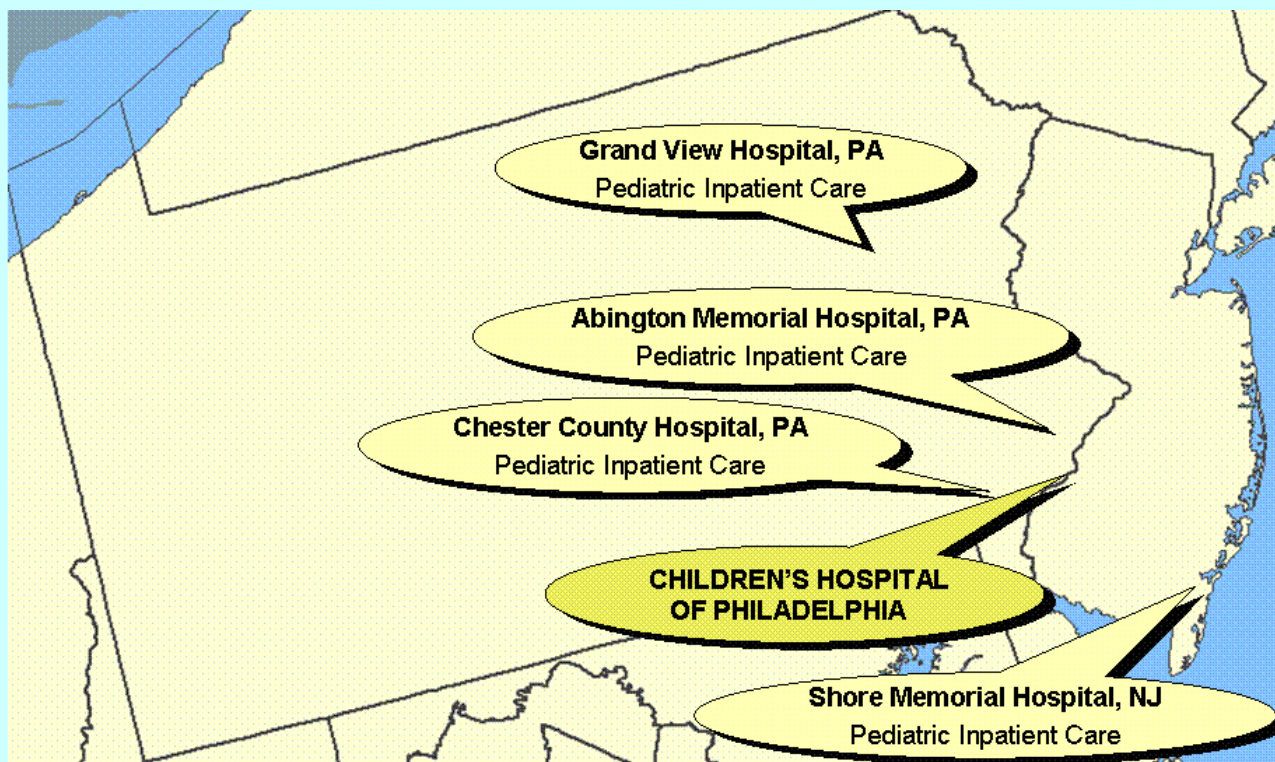 Grand View Hospital, PA
Pediatric Inpatient Care
Abington Memorial Hospital, PA
Pediatric Inpatient Care
Chester County Hospital, PA
Pediatric Inpatient Care
CHILDREN’S HOSPITAL
OF PHILADELPHIA
Shore Memorial Hospital, NJ
Pediatric Inpatient Care